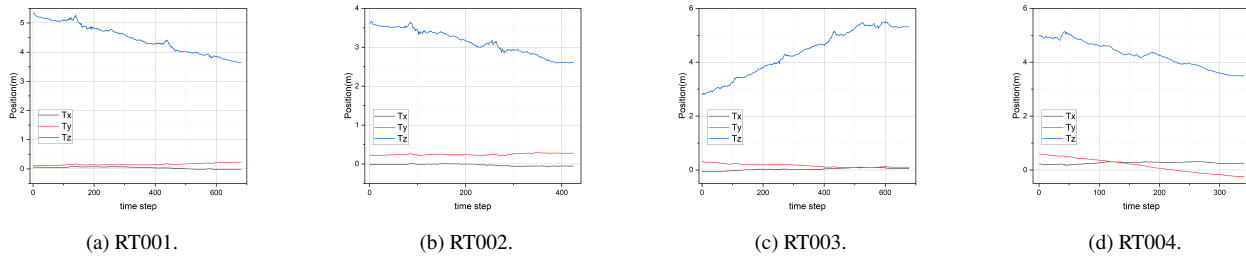 Position(m)
5
4
3
2
1
0
Tx
Ty
Tz
0
200
400
600
time step
(a) RT001.
Position(m)
4
3
2
1
0
-1
Tx
Ty
Tz
0
200
400
time step
(b) RT002.
Position(m)
6
4
2
0
Tx
Ty
Tz
0
200
400
600
time step
(c) RT003.
Position(m)
6
4
2
0
Tx
Ty
Tz
0
100
200
300
time step
(d) RT004.